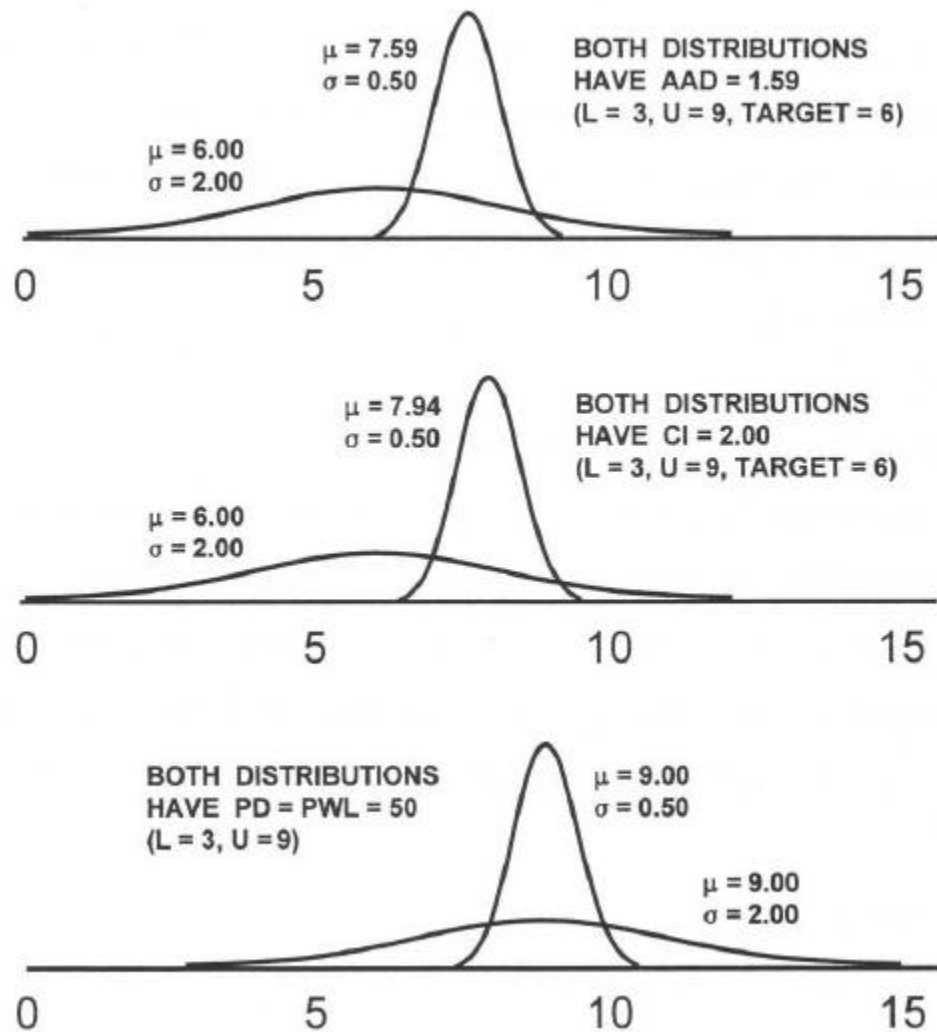 μ = 7.59
σ = 0.50
BOTH DISTRIBUTIONS
HAVE AAD = 1.59
(L = 3, U = 9, TARGET = 6)
μ = 6.00
σ = 2.00
0 5 10 15
μ = 7.94
σ = 0.50
BOTH DISTRIBUTIONS
HAVE CI = 2.00
(L = 3, U = 9, TARGET = 6)
μ = 6.00
σ = 2.00
0 5 10 15
BOTH DISTRIBUTIONS
HAVE PD = PWL = 50
(L = 3, U = 9)
μ = 9.00
σ = 0.50
μ = 9.00
σ = 2.00
0 5 10 15